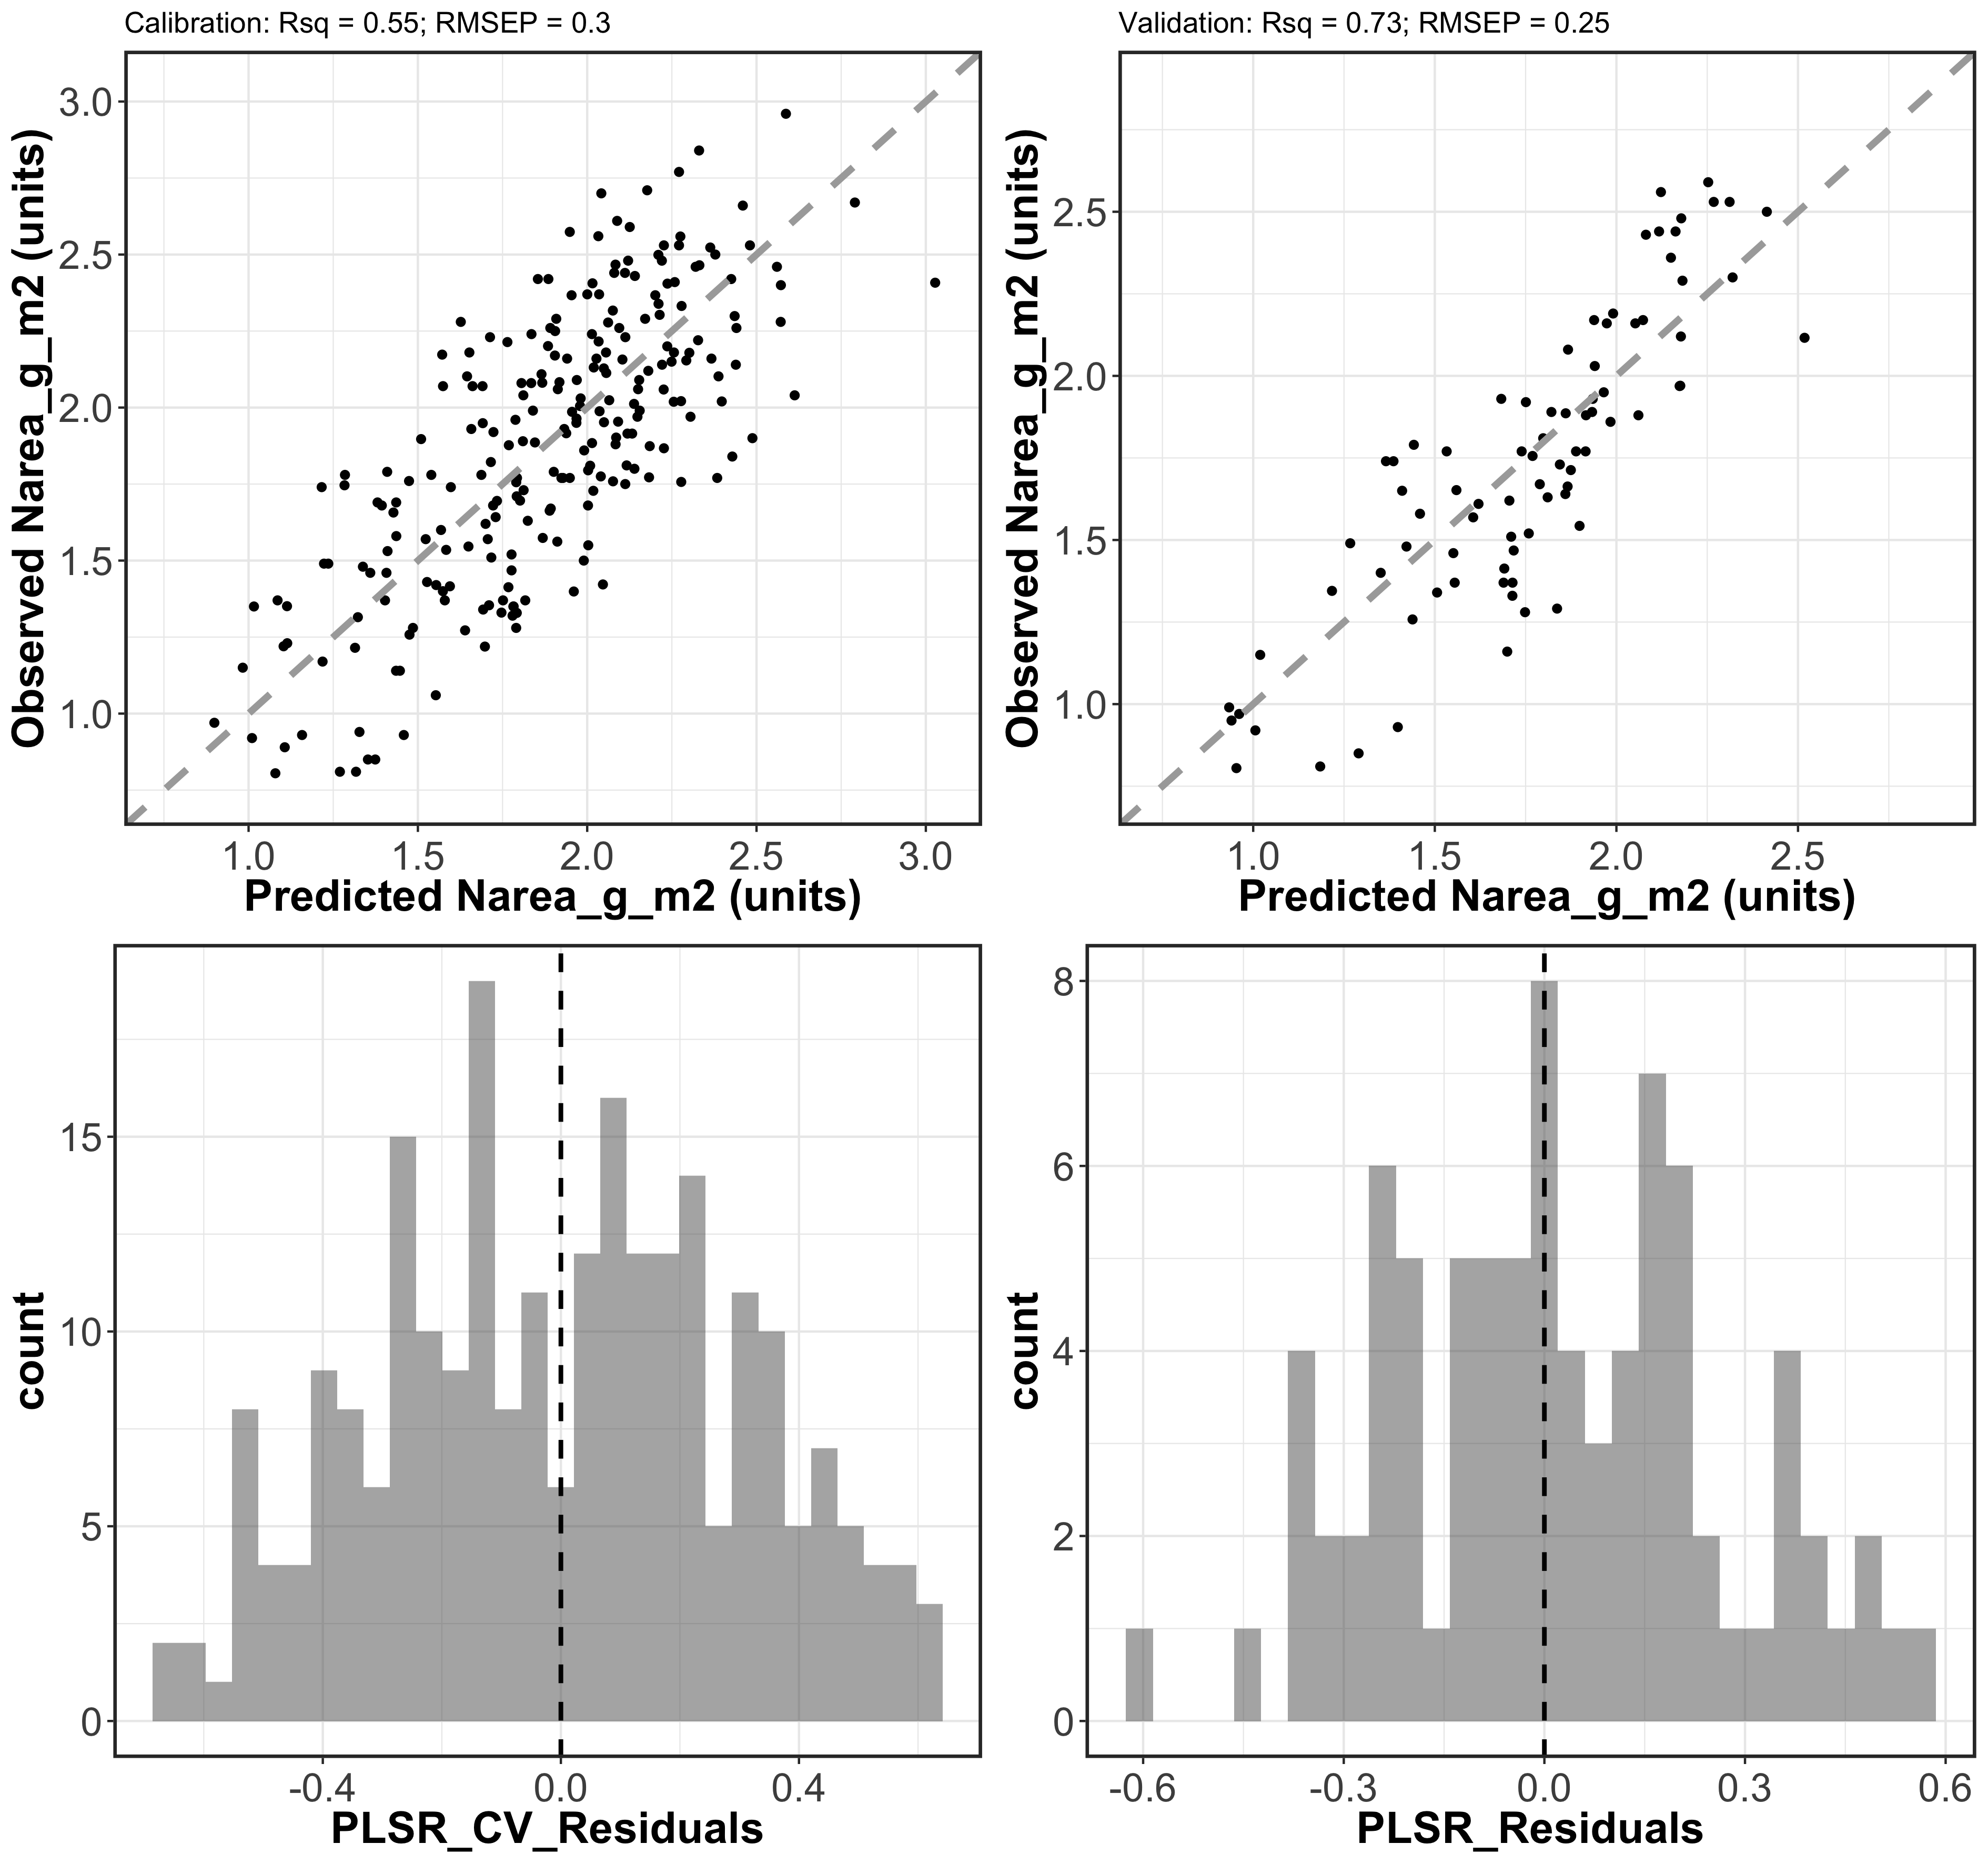 Calibration: Rsq = 0.55; RMSEP = 0.3
Observed Narea_g_m2 (units)
3.0
2.5
2.0
1.5
1.0
1.0 1.5 2.0 2.5 3.0
Predicted Narea_g_m2 (units)
Validation: Rsq = 0.73; RMSEP = 0.25
Observed Narea_g_m2 (units)
2.5
2.0
1.5
1.0
1.0 1.5 2.0 2.5
Predicted Narea_g_m2 (units)
count
15
10
5
0
-0.4 0.0 0.4
PLSR_CV_Residuals
count
8
6
4
2
0
-0.6 -0.3 0.0 0.3 0.6
PLSR_Residuals